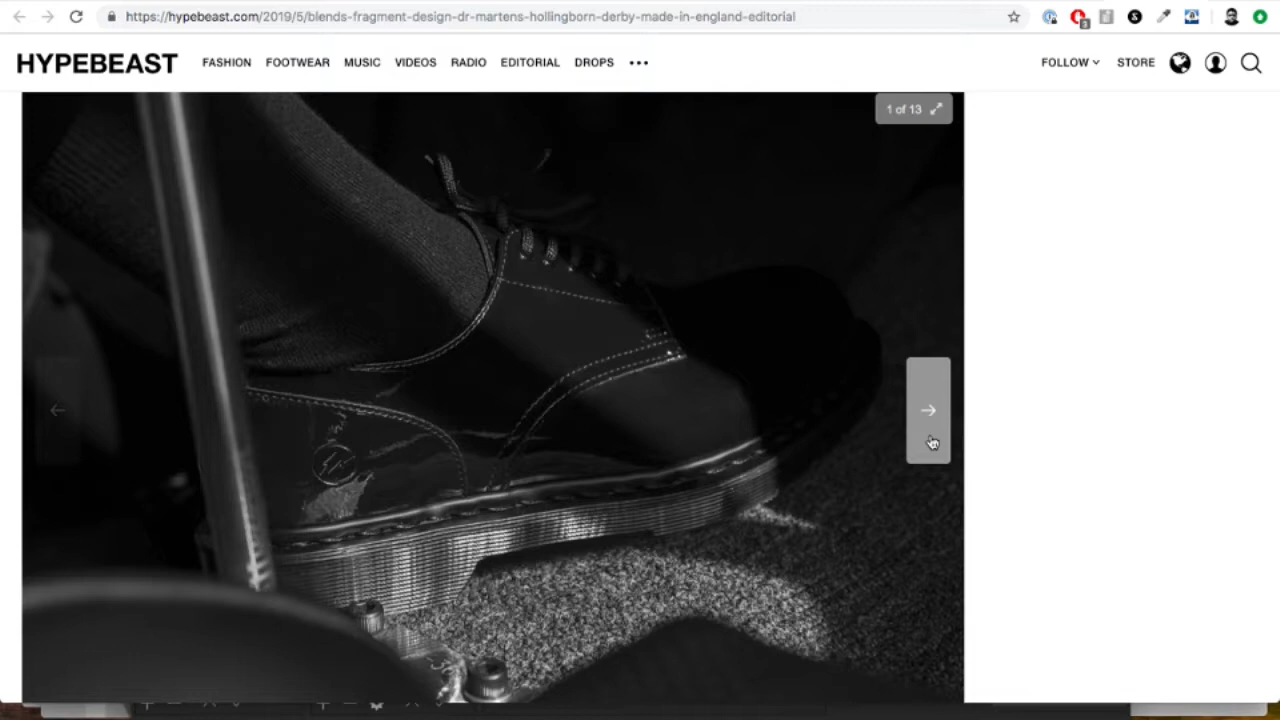 https://hypebeast.com/2019/5/blends-fragment-design-dr-martens-hollingborn-derby-made-in-england-editorial
HYPEBEAST FASHION FOOTWEAR MUSIC VIDEOS RADIO EDITORIAL DROPS ••• FOLLOW STORE
1 of 13